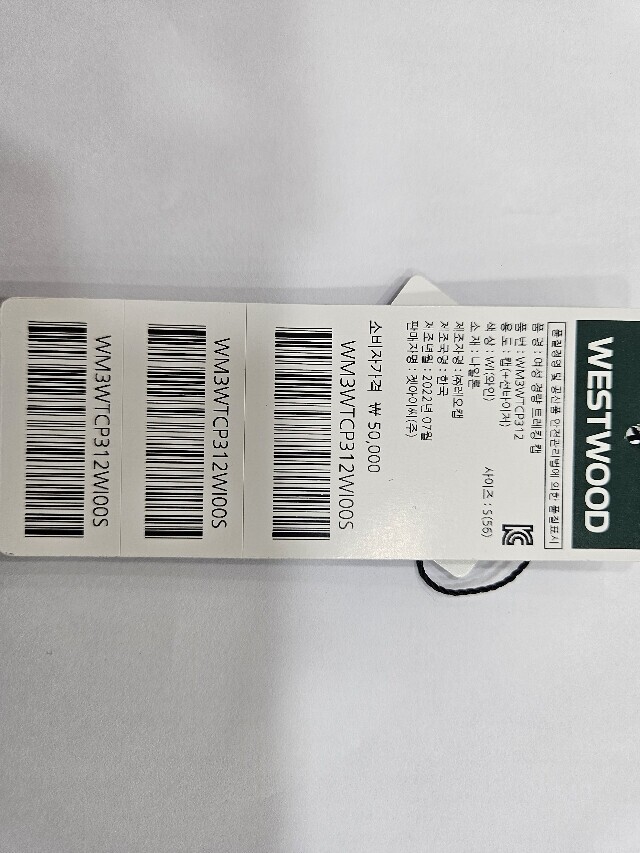 WESTWOOD
품질경영 및 공산품 안전관리법에 의한 품질표시
품명 : 여성 경량 트레킹 캡
품번 : WM3WTCP312
용도 : 캡(+선바이저)
색상 : WI(와인) 사이즈 : S(56)
소재 : 나일론
제조자명 : ㈜리오캡
제조국명 : 한국
제조년월 : 2022년 07월
판매자명 : 젯아이씨(주)
소비자가격 ₩ 50,000
WM3WTCP312WI00S
WM3WTCP312WI00S
WM3WTCP312WI00S